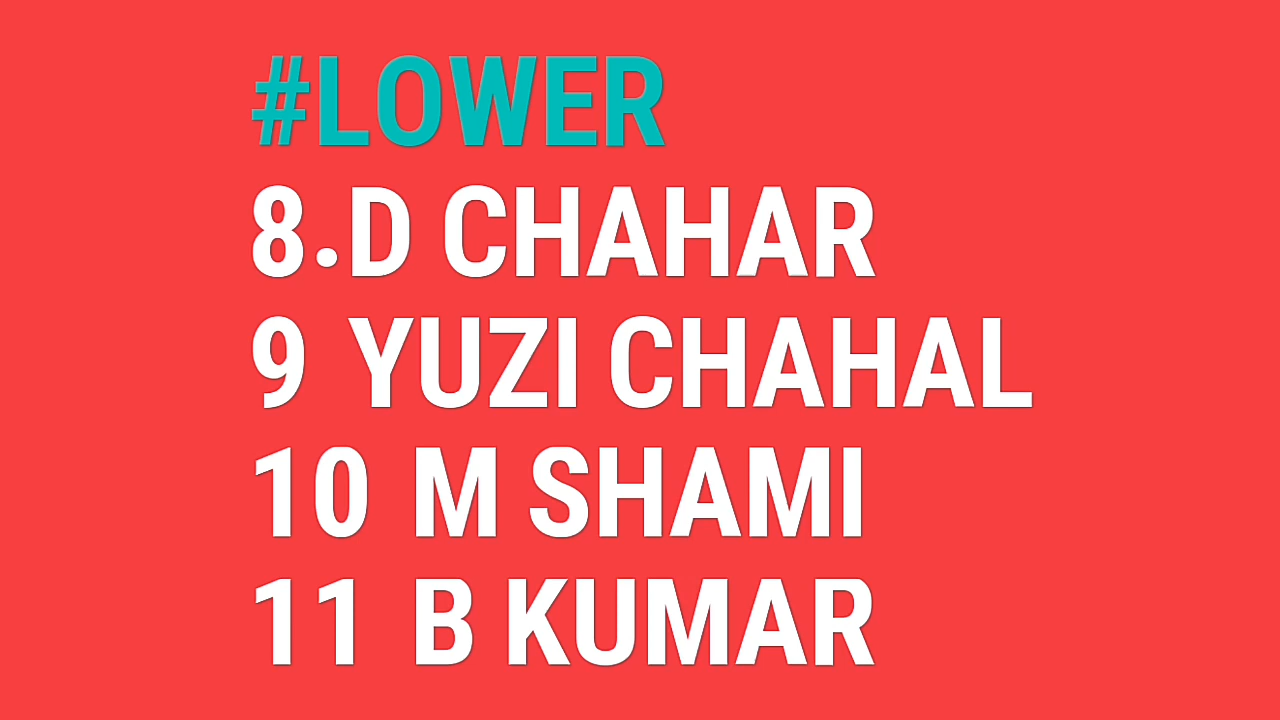 #LOWER
8.D CHAHAR
9 YUZI CHAHAL
10 M SHAMI
11 B KUMAR